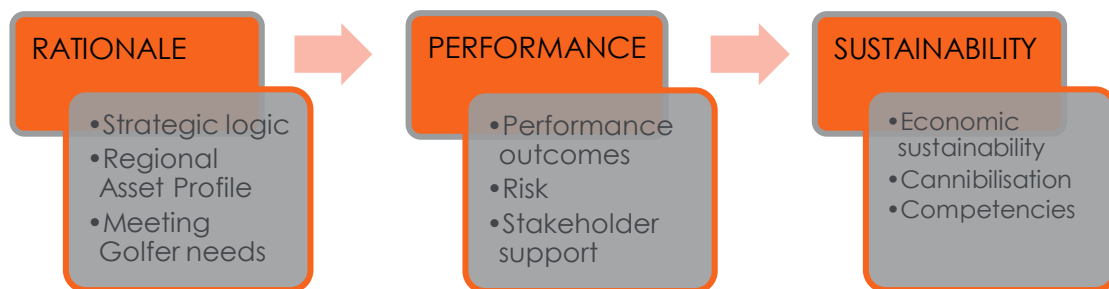 RATIONALE
•Strategic logic
•Regional
Asset Profile
•Meeting
Golfer needs
PERFORMANCE
•Performance
outcomes
•Risk
•Stakeholder
support
SUSTAINABILITY
•Economic
sustainability
•Cannibilisation
•Competencies